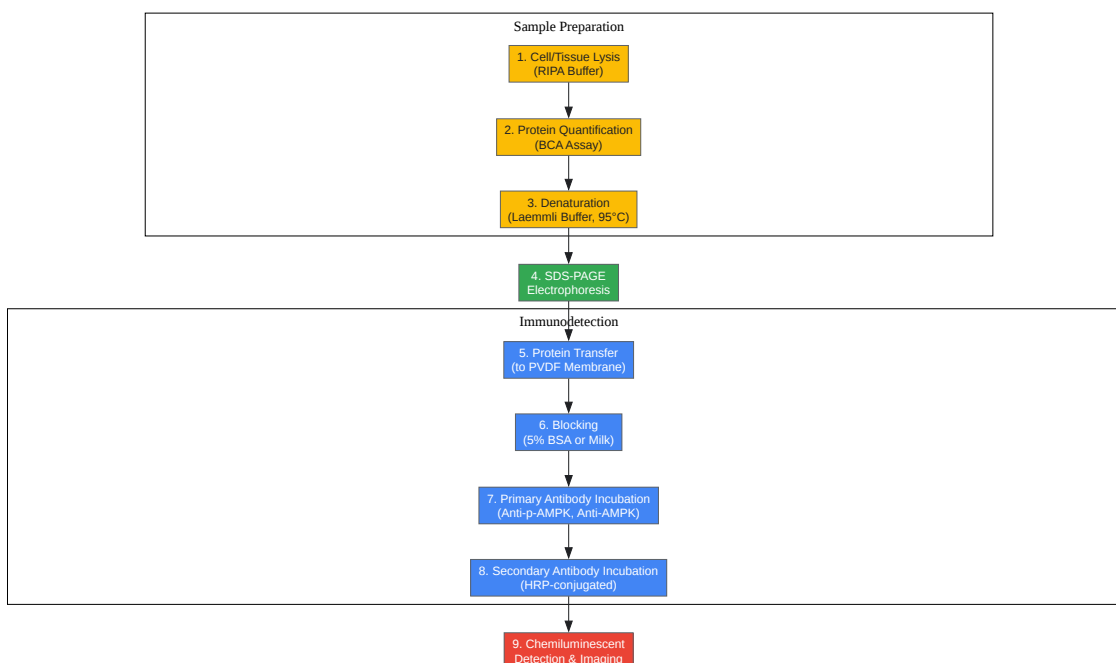 Sample Preparation
1. Cell/Tissue Lysis
(RIPA Buffer)
2. Protein Quantification
(BCA Assay)
3. Denaturation
(Laemmli Buffer, 95°C)
4. SDS-PAGE
Electrophoresis
Immunodetection
5. Protein Transfer
(to PVDF Membrane)
6. Blocking
(5% BSA or Milk)
7. Primary Antibody Incubation
(Anti-p-AMPK, Anti-AMPK)
8. Secondary Antibody Incubation
(HRP-conjugated)
9. Chemiluminescent
Detection & Imaging